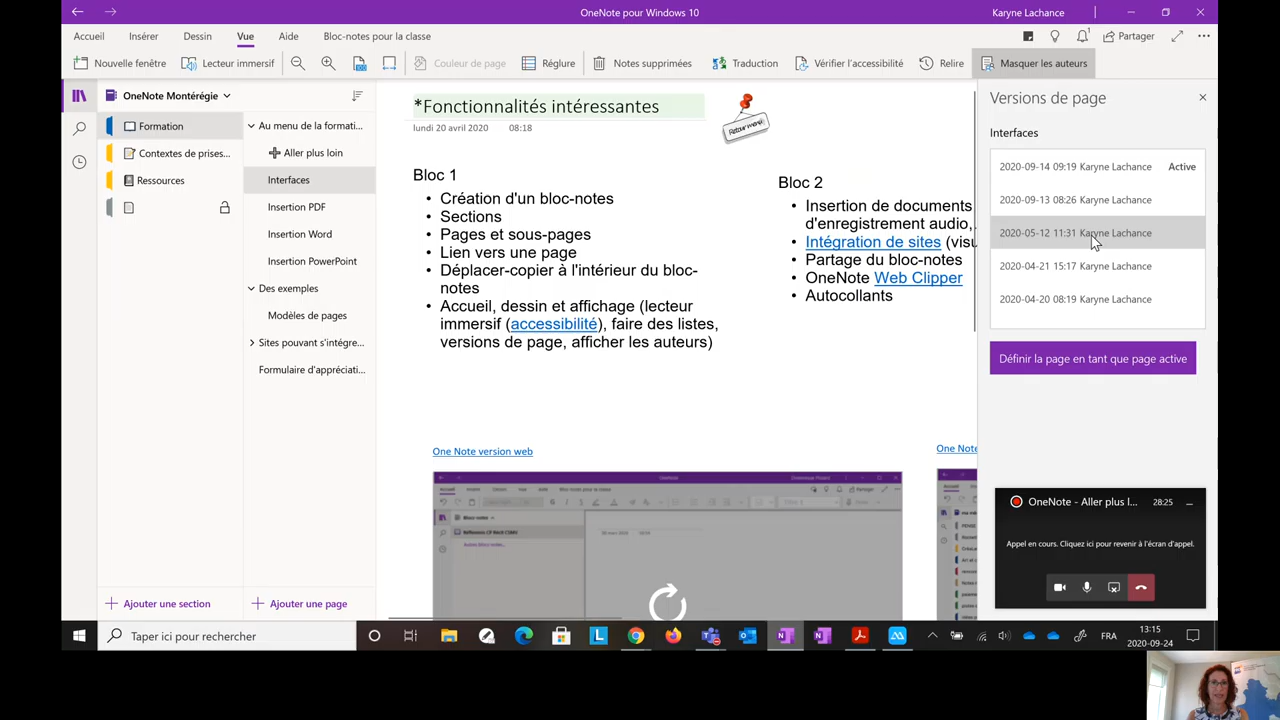 OneNote pour Windows 10
Karyne Lachance
Accueil
Insérer
Dessin
Vue
Aide
Bloc-notes pour la classe
Partager
Nouvelle fenêtre
Lecteur immersif
Couleur de page
Réglure
Notes supprimées
Traduction
Vérifier l'accessibilité
Relire
Masquer les auteurs
OneNote Montérégie
Formation
Contextes de prises...
Ressources
Au menu de la formati...
Aller plus loin
Interfaces
Insertion PDF
Insertion Word
Insertion PowerPoint
Des exemples
Modèles de pages
Sites pouvant s'intégre...
Formulaire d'appréciati...
Ajouter une section
Ajouter une page
*Fonctionnalités intéressantes
lundi 20 avril 2020 08:18
Retour menu
Bloc 1
• Création d'un bloc-notes
• Sections
• Pages et sous-pages
• Lien vers une page
• Déplacer-copier à l'intérieur du bloc-
notes
• Accueil, dessin et affichage (lecteur
immersif (accessibilité), faire des listes,
versions de page, afficher les auteurs)
Bloc 2
• Insertion de documents
d'enregistrement audio,
• Intégration de sites (visu
• Partage du bloc-notes
• OneNote Web Clipper
• Autocollants
One Note version web
One Note
Versions de page
Interfaces
2020-09-14 09:19 Karyne Lachance Active
2020-09-13 08:26 Karyne Lachance
2020-05-12 11:31 Karyne Lachance
2020-04-21 15:17 Karyne Lachance
2020-04-20 08:19 Karyne Lachance
Définir la page en tant que page active
OneNote - Aller plus l... 28:25
Appel en cours. Cliquez ici pour revenir à l'écran d'appel.
Taper ici pour rechercher
FRA
13:15
2020-09-24